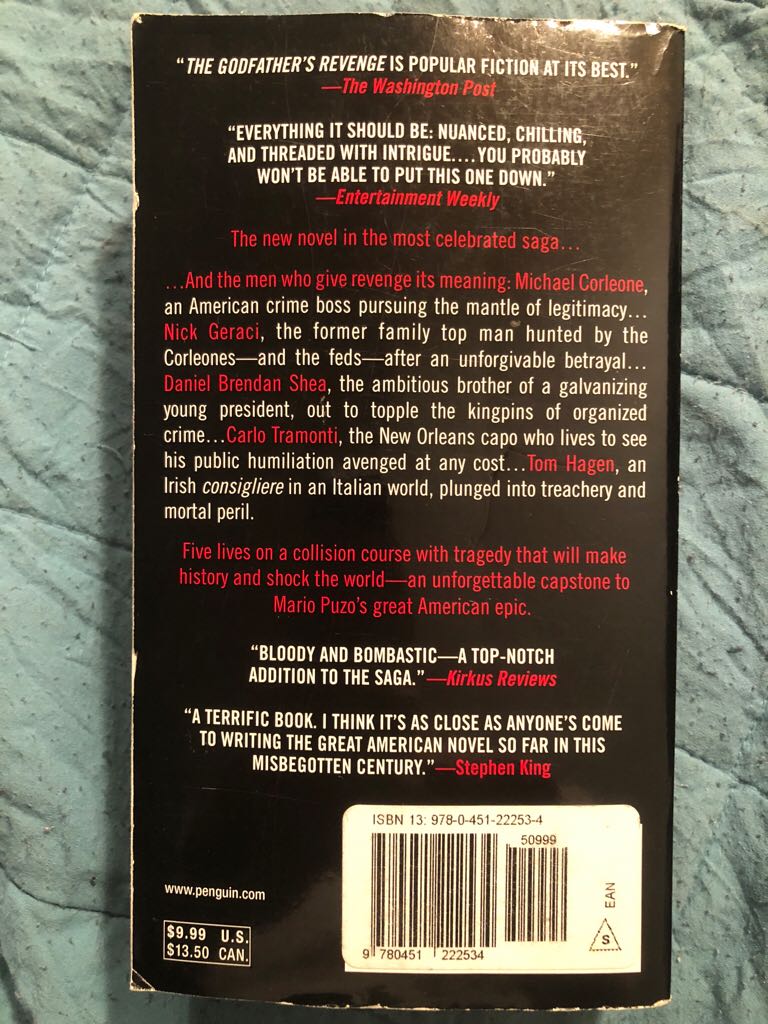 “THE GODFATHER’S REVENGE IS POPULAR FICTION AT ITS BEST.”
—The Washington Post
“EVERYTHING IT SHOULD BE: NUANCED, CHILLING,
AND THREADED WITH INTRIGUE....YOU PROBABLY
WON’T BE ABLE TO PUT THIS ONE DOWN.”
—Entertainment Weekly
The new novel in the most celebrated saga...
...And the men who give revenge its meaning: Michael Corleone,
an American crime boss pursuing the mantle of legitimacy...
Nick Geraci, the former family top man hunted by the
Corleones—and the feds—after an unforgivable betrayal...
Daniel Brendan Shea, the ambitious brother of a galvanizing
young president, out to topple the kingpins of organized
crime...Carlo Tramonti, the New Orleans capo who lives to see
his public humiliation avenged at any cost...Tom Hagen, an
Irish consigliere in an Italian world, plunged into treachery and
mortal peril.
Five lives on a collision course with tragedy that will make
history and shock the world—an unforgettable capstone to
Mario Puzo’s great American epic.
“BLOODY AND BOMBASTIC—A TOP-NOTCH
ADDITION TO THE SAGA.”—Kirkus Reviews
“A TERRIFIC BOOK. I THINK IT’S AS CLOSE AS ANYONE’S COME
TO WRITING THE GREAT AMERICAN NOVEL SO FAR IN THIS
MISBEGOTTEN CENTURY.”—Stephen King
ISBN 13: 978-0-451-22253-4
50999
EAN
S
9 780451 222534
www.penguin.com
$9.99 U.S.
$13.50 CAN.